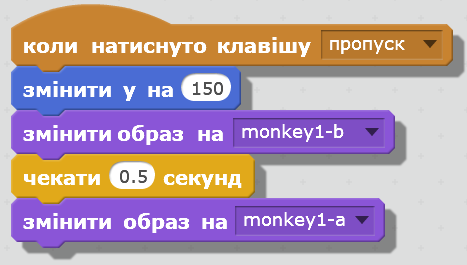 коли натиснуто клавішу пропуск
змінити y на 150
змінити образ на monkey1-b
чекати 0.5 секунд
змінити образ на monkey1-a